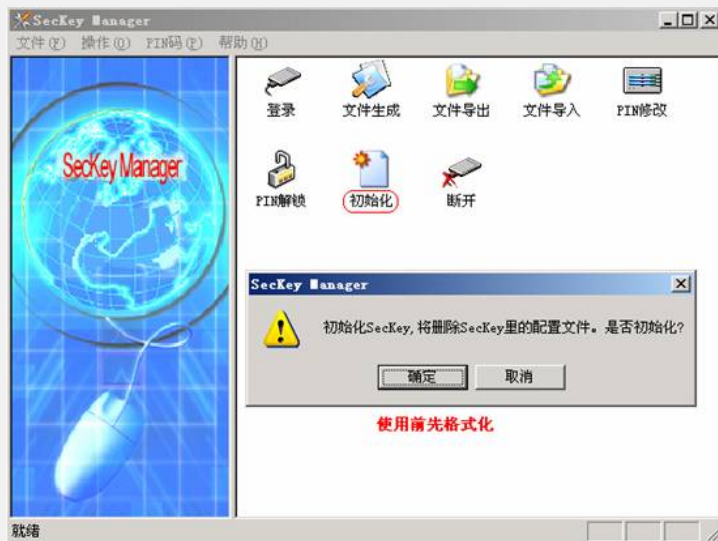 SecKey Manager
文件(F) 操作(O) PIN码(P) 帮助(H)
SecKey Manager
登录 文件生成 文件导出 文件导入 PIN修改
PIN解锁 初始化 断开
SecKey Manager
初始化SecKey,将删除SecKey里的配置文件。是否初始化?
确定 取消
使用前先格式化
就绪